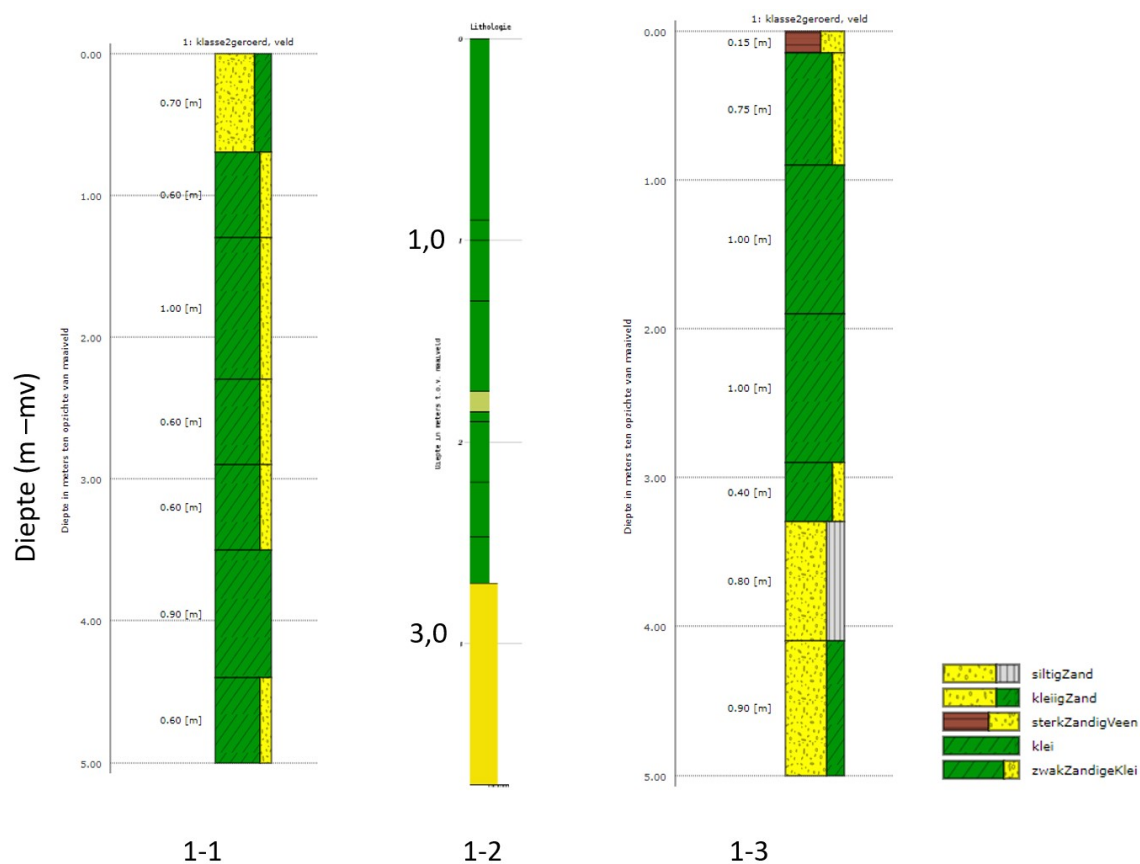 1: klasse2geroerd, veld
0.00
0.70 [m]
0.60 [m]
1.00
1.00 [m]
2.00
0.60 [m]
3.00
0.60 [m]
0.90 [m]
4.00
0.60 [m]
5.00
Diepte in meters ten opzichte van maaiveld
Diepte (m –mv)
1-1
Lithologie
0
1,0
1
2
3,0
3
Diepte in meters t.o.v. maaiveld
1-2
1: klasse2geroerd, veld
0.00
0.15 [m]
0.75 [m]
1.00
1.00 [m]
2.00
1.00 [m]
3.00
0.40 [m]
0.80 [m]
4.00
0.90 [m]
5.00
Diepte in meters ten opzichte van maaiveld
1-3
siltigZand
kleiigZand
sterkZandigVeen
klei
zwakZandigeKlei